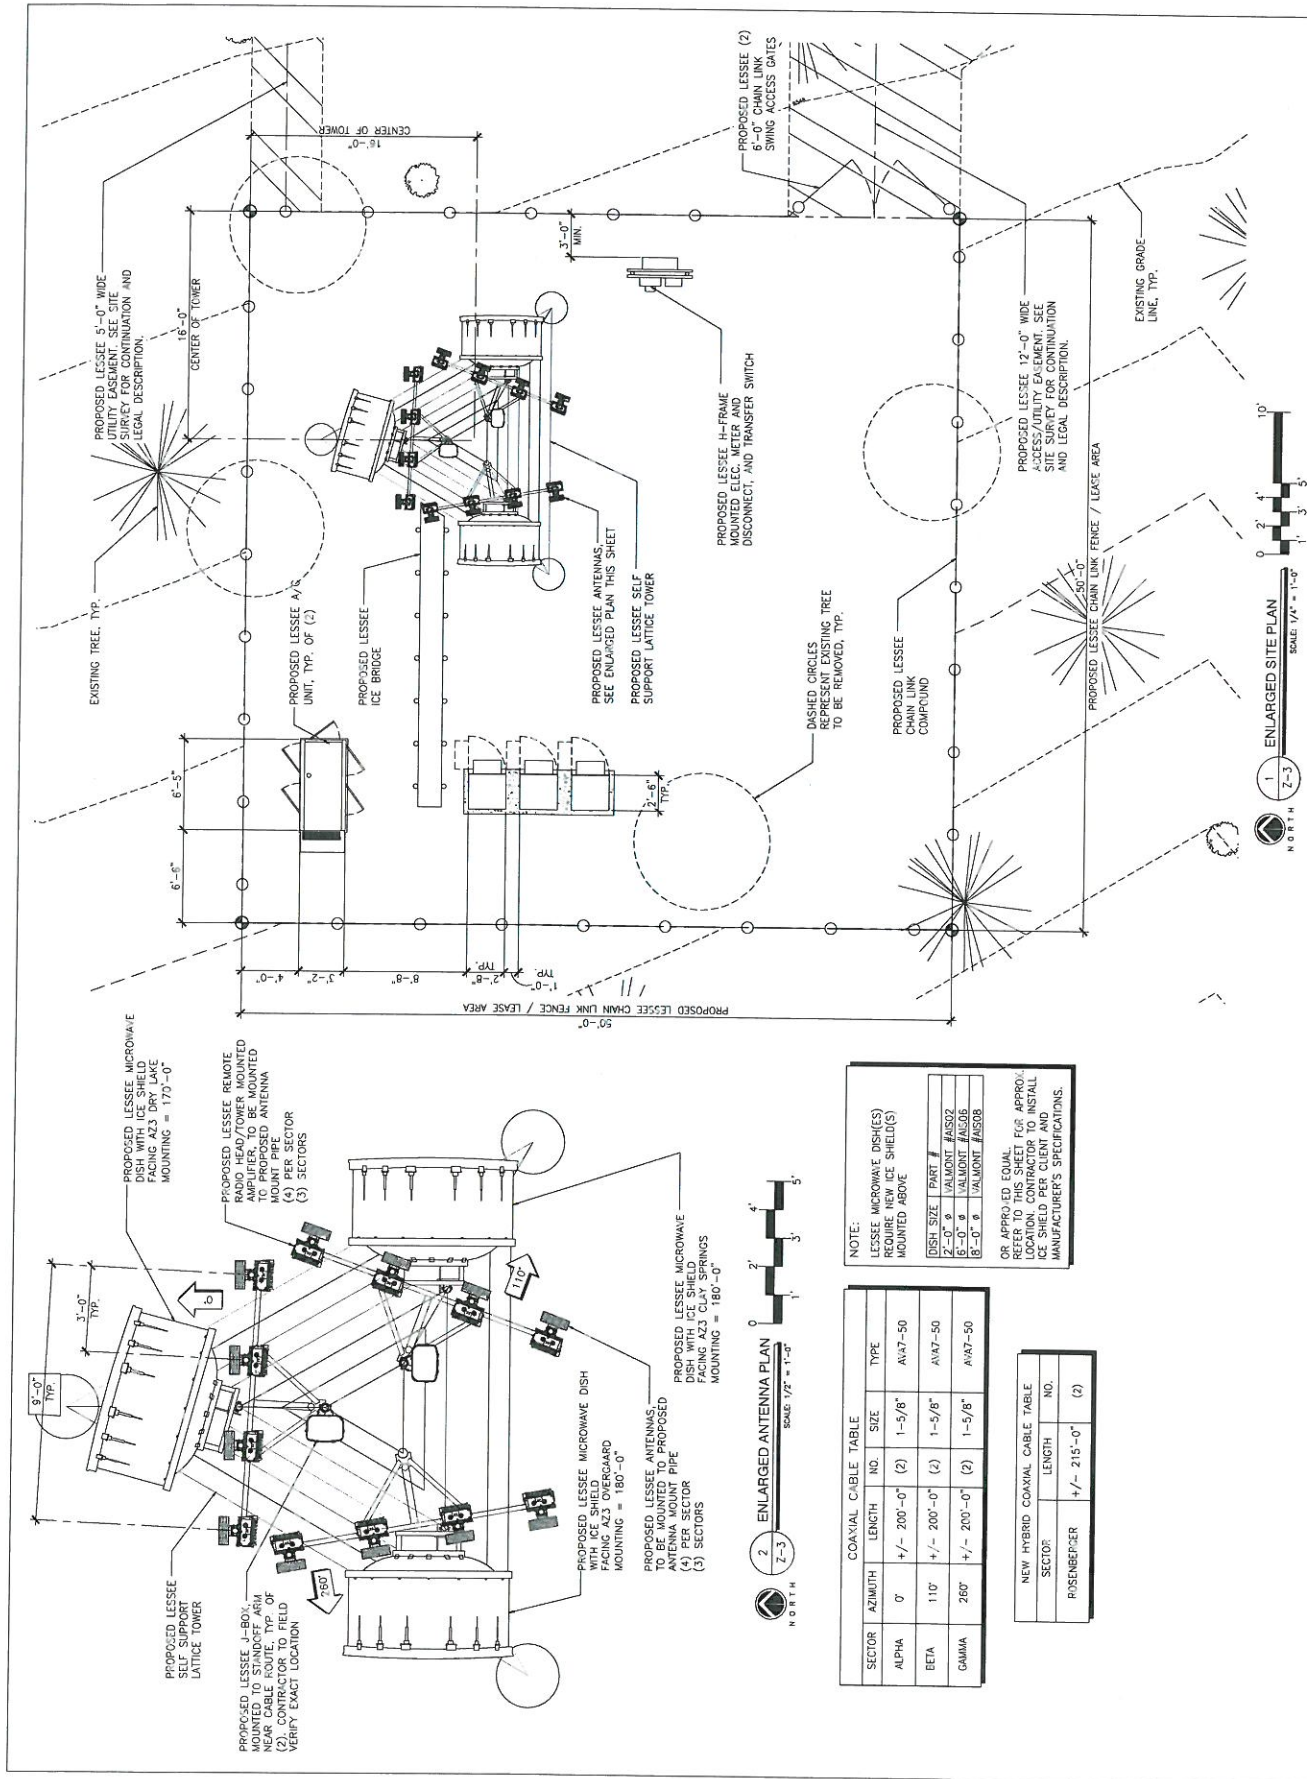 PROPOSED LESSEE 5'-0" WIDE
UTILITY EASEMENT. SEE SITE
SURVEY FOR CONTINUATION AND
LEGAL DESCRIPTION.
EXISTING TREE, TYP.
16'-0"
CENTER OF TOWER
16'-0"
CENTER OF TOWER
PROPOSED LESSEE (2)
6'-0" CHAIN LINK
SWING ACCESS GATES
3'-0"
MIN.
PROPOSED LESSEE A/C
UNIT, TYP. OF (2)
PROPOSED LESSEE
ICE BRIDGE
6'-5"
6'-6"
4'-0"
3'-2"
8'-8"
2'-8"
TYP.
1'-0"
TYP.
2'-6"
TYP.
50'-0"
PROPOSED LESSEE CHAIN LINK FENCE / LEASE AREA
PROPOSED LESSEE ANTENNAS,
SEE ENLARGED PLAN THIS SHEET
PROPOSED LESSEE SELF
SUPPORT LATTICE TOWER
PROPOSED LESSEE H-FRAME
MOUNTED ELEC. METER AND
DISCONNECT, AND TRANSFER SWITCH
DASHED CIRCLES
REPRESENT EXISTING TREE
TO BE REMOVED, TYP.
PROPOSED LESSEE
CHAIN LINK
COMPOUND
PROPOSED LESSEE 12'-0" WIDE
ACCESS/UTILITY EASEMENT. SEE
SITE SURVEY FOR CONTINUATION
AND LEGAL DESCRIPTION.
EXISTING GRADE
LINE, TYP.
50'-0"
PROPOSED LESSEE CHAIN LINK FENCE / LEASE AREA
1
Z-3
ENLARGED SITE PLAN
SCALE: 1/4" = 1'-0"
NORTH
0 1' 2' 3' 4' 5' 10'
PROPOSED LESSEE MICROWAVE
DISH WITH ICE SHIELD
FACING AZ3 DRY LAKE
MOUNTING = 170'-0"
PROPOSED LESSEE REMOTE
RADIO HEAD/TOWER MOUNTED
AMPLIFIER, TO BE MOUNTED
TO PROPOSED ANTENNA
MOUNT PIPE
(4) PER SECTOR
(3) SECTORS
9'-0"
TYP.
3'-0"
TYP.
0°
110°
260°
PROPOSED LESSEE
SELF SUPPORT
LATTICE TOWER
PROPOSED LESSEE J-BOX,
MOUNTED TO STANDOFF ARM
NEAR CABLE ROUTE, TYP. OF
(2). CONTRACTOR TO FIELD
VERIFY EXACT LOCATION
PROPOSED LESSEE MICROWAVE DISH
WITH ICE SHIELD
FACING AZ3 OVERGAARD
MOUNTING = 180'-0"
PROPOSED LESSEE ANTENNAS,
TO BE MOUNTED TO PROPOSED
ANTENNA MOUNT PIPE
(4) PER SECTOR
(3) SECTORS
PROPOSED LESSEE MICROWAVE
DISH WITH ICE SHIELD
FACING AZ3 CLAY SPRINGS
MOUNTING = 180'-0"
2
Z-3
ENLARGED ANTENNA PLAN
SCALE: 1/2" = 1'-0"
NORTH
0 1' 2' 3' 4' 5'
COAXIAL CABLE TABLE
SECTOR AZIMUTH LENGTH NO. SIZE TYPE
ALPHA 0° +/- 200'-0" (2) 1-5/8" AVA7-50
BETA 110° +/- 200'-0" (2) 1-5/8" AVA7-50
GAMMA 260° +/- 200'-0" (2) 1-5/8" AVA7-50
NEW HYBRID COAXIAL CABLE TABLE
SECTOR LENGTH NO.
ROSENBERGER +/- 215'-0" (2)
NOTE:
LESSEE MICROWAVE DISH(ES)
REQUIRE NEW ICE SHIELD(S)
MOUNTED ABOVE
DISH SIZE PART #
2'-0" ø VALMONT #AIS02
6'-0" ø VALMONT #AIS06
8'-0" ø VALMONT #AIS08
OR APPROVED EQUAL.
REFER TO THIS SHEET FOR APPROX.
LOCATION. CONTRACTOR TO INSTALL
ICE SHIELD PER CLIENT AND
MANUFACTURER'S SPECIFICATIONS.